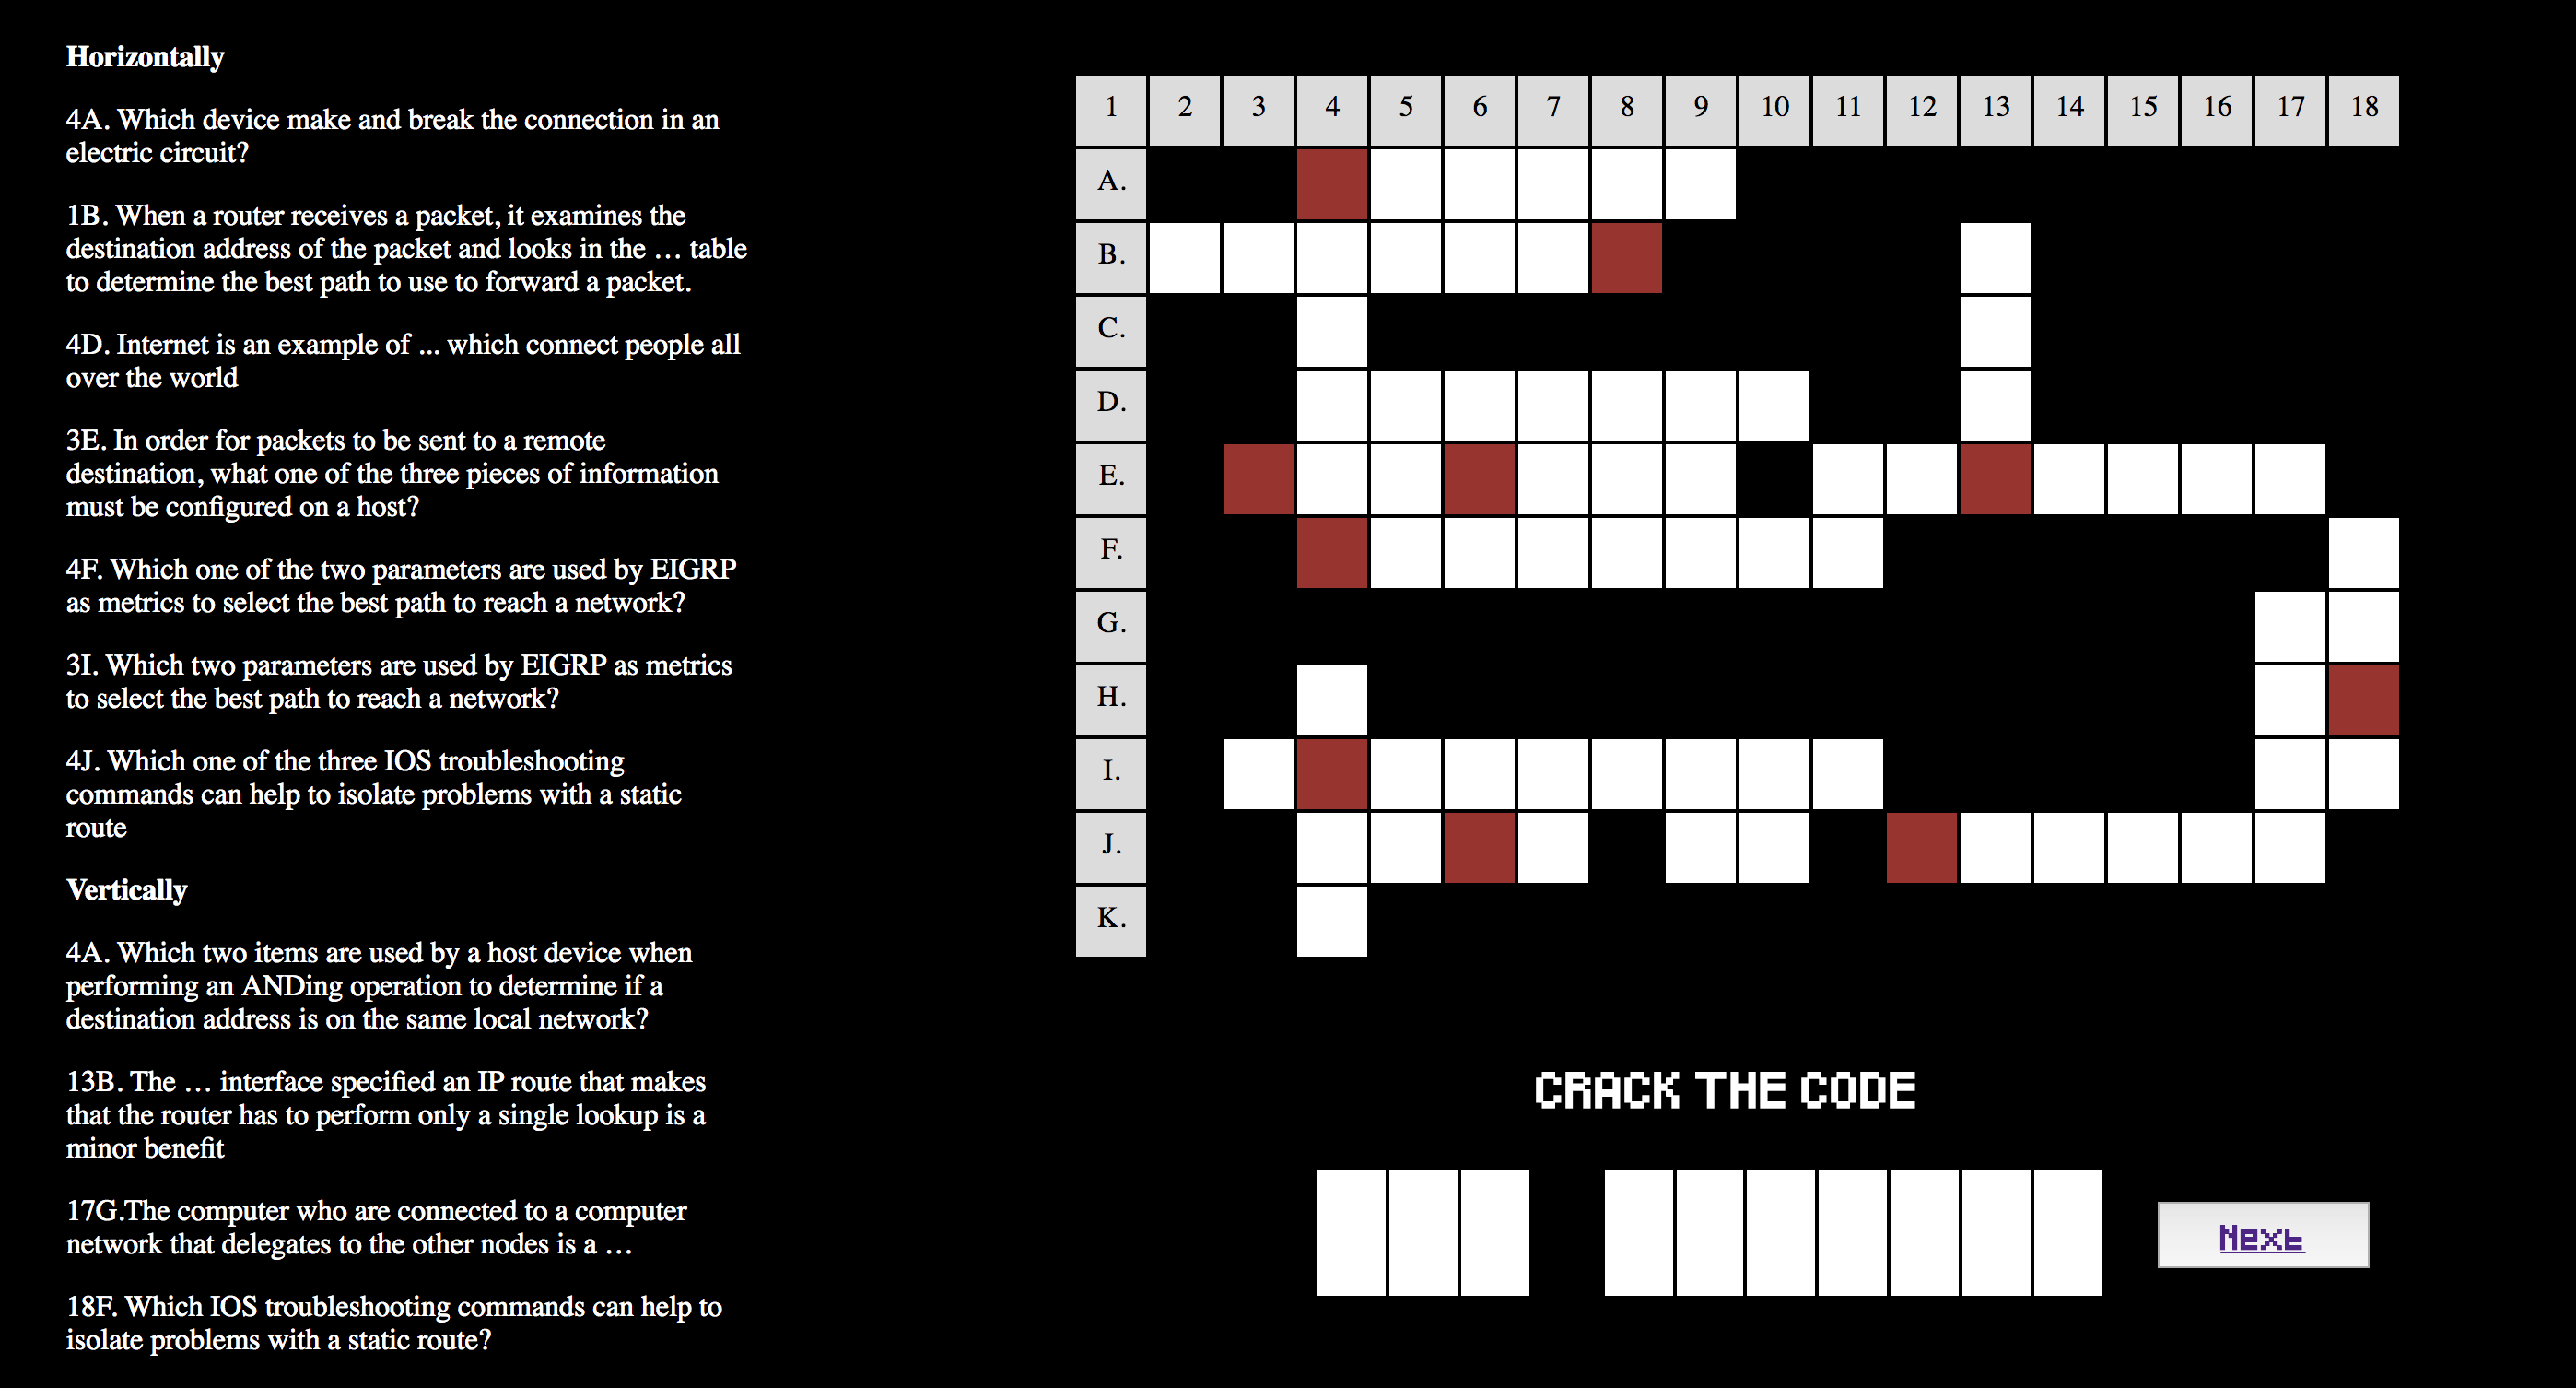 Horizontally
4A. Which device make and break the connection in an
electric circuit?
1B. When a router receives a packet, it examines the
destination address of the packet and looks in the … table
to determine the best path to use to forward a packet.
4D. Internet is an example of ... which connect people all
over the world
3E. In order for packets to be sent to a remote
destination, what one of the three pieces of information
must be configured on a host?
4F. Which one of the two parameters are used by EIGRP
as metrics to select the best path to reach a network?
3I. Which two parameters are used by EIGRP as metrics
to select the best path to reach a network?
4J. Which one of the three IOS troubleshooting
commands can help to isolate problems with a static
route
Vertically
4A. Which two items are used by a host device when
performing an ANDing operation to determine if a
destination address is on the same local network?
13B. The … interface specified an IP route that makes
that the router has to perform only a single lookup is a
minor benefit
17G.The computer who are connected to a computer
network that delegates to the other nodes is a …
18F. Which IOS troubleshooting commands can help to
isolate problems with a static route?
1 2 3 4 5 6 7 8 9 10 11 12 13 14 15 16 17 18
A.
B.
C.
D.
E.
F.
G.
H.
I.
J.
K.
CRACK THE CODE
Next